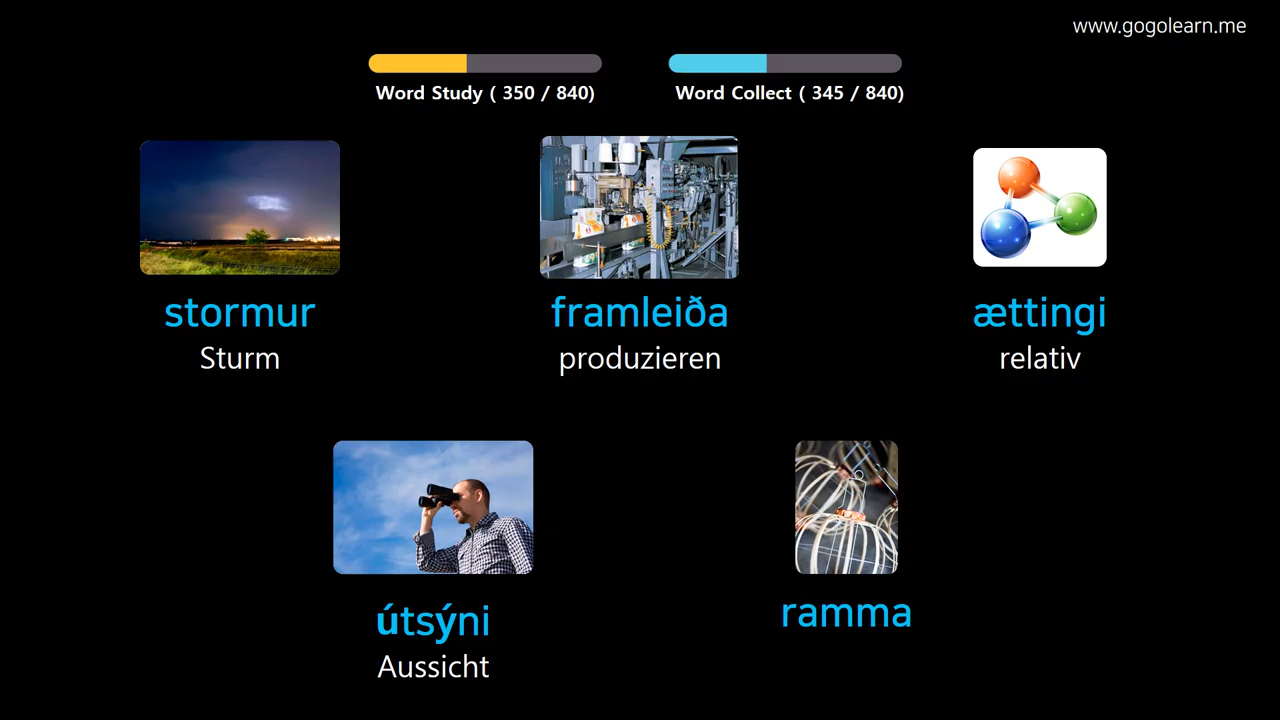 www.gogolearn.me
Word Study ( 350 / 840)
Word Collect ( 345 / 840)
stormur
Sturm
framleiða
produzieren
ættingi
relativ
útsýni
Aussicht
ramma